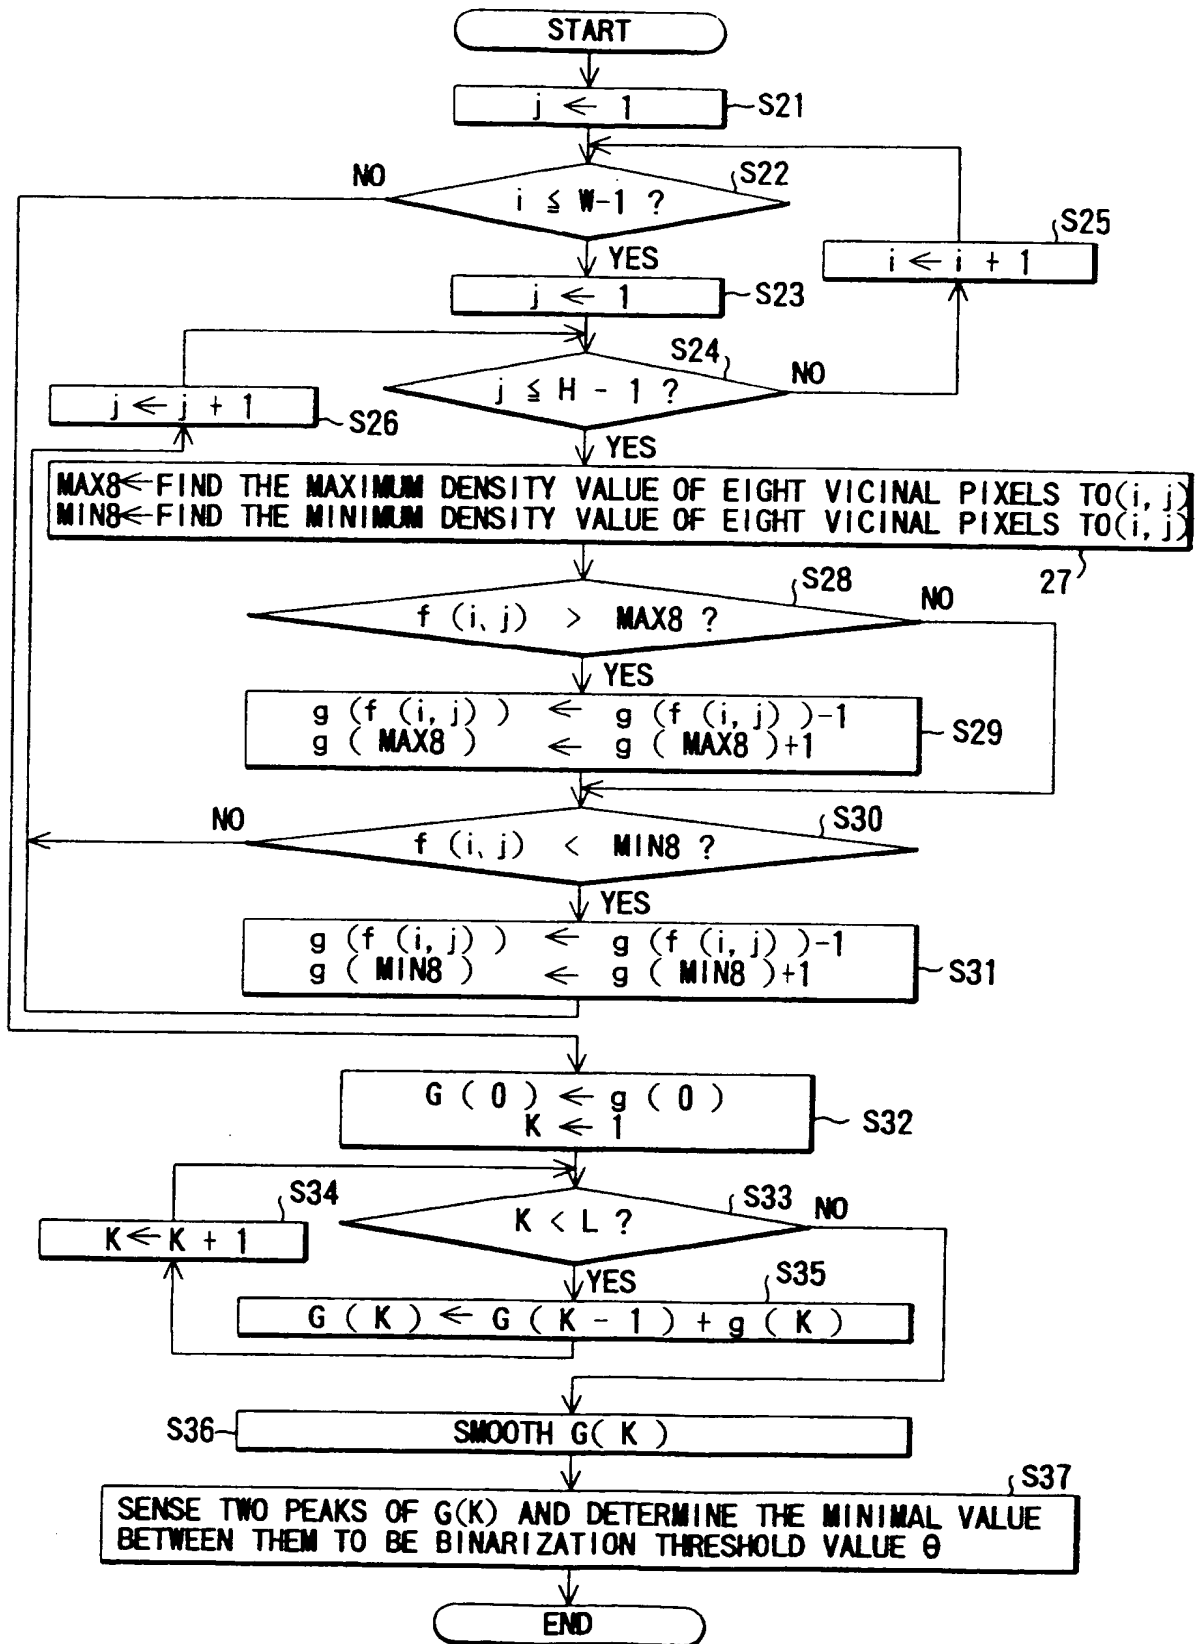 START
j ← 1
S21
NO
S22
i ≦ W-1 ?
S25
YES
i ← i + 1
j ← 1
S23
S24
NO
j ≦ H - 1 ?
j ← j + 1
S26
YES
MAX8←FIND THE MAXIMUM DENSITY VALUE OF EIGHT VICINAL PIXELS TO(i, j)
MIN8←FIND THE MINIMUM DENSITY VALUE OF EIGHT VICINAL PIXELS TO(i, j)
27
S28
NO
f (i, j) > MAX8 ?
YES
g (f (i, j) ) ← g (f (i, j) )-1
g ( MAX8 ) ← g ( MAX8 )+1
S29
NO
S30
f (i, j) < MIN8 ?
YES
g (f (i, j) ) ← g (f (i, j) )-1
g ( MIN8 ) ← g ( MIN8 )+1
S31
G ( 0 ) ← g ( 0 )
K ← 1
S32
S34
S33
NO
K < L ?
K ← K + 1
YES
S35
G ( K ) ← G ( K - 1 ) + g ( K )
S36
SMOOTH G( K )
S37
SENSE TWO PEAKS OF G(K) AND DETERMINE THE MINIMAL VALUE
BETWEEN THEM TO BE BINARIZATION THRESHOLD VALUE θ
END